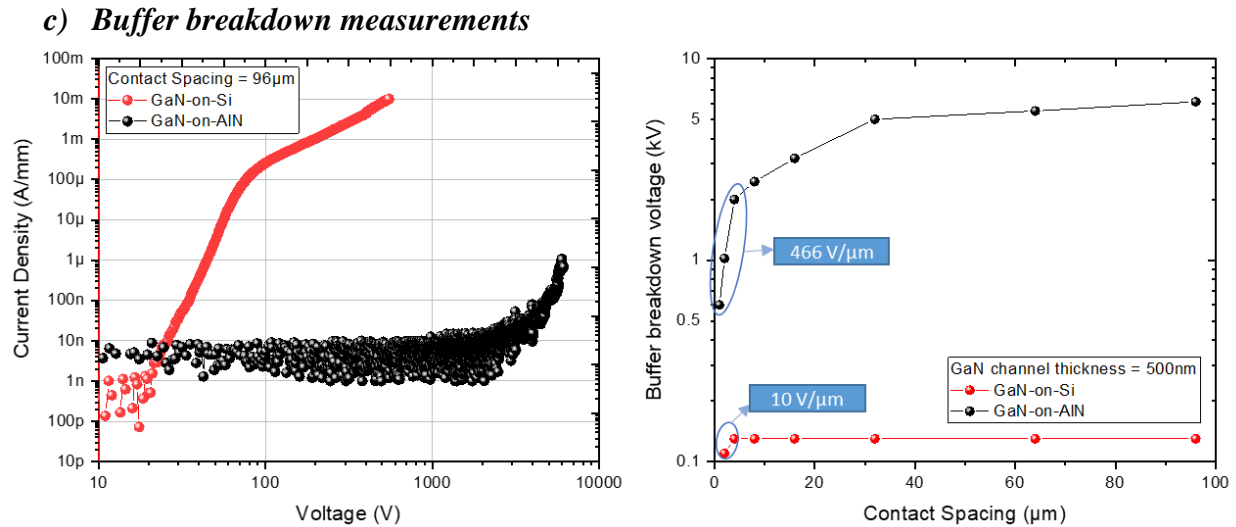 c) Buffer breakdown measurements
100m
10m
1m
100µ
10µ
1µ
100n
10n
1n
100p
10p
Current Density (A/mm)
Contact Spacing = 96µm
GaN-on-Si
GaN-on-AlN
10
100
1000
10000
Voltage (V)
10
5
1
0.5
0.1
Buffer breakdown voltage (kV)
466 V/µm
GaN channel thickness = 500nm
GaN-on-Si
GaN-on-AlN
10 V/µm
0
20
40
60
80
100
Contact Spacing (µm)